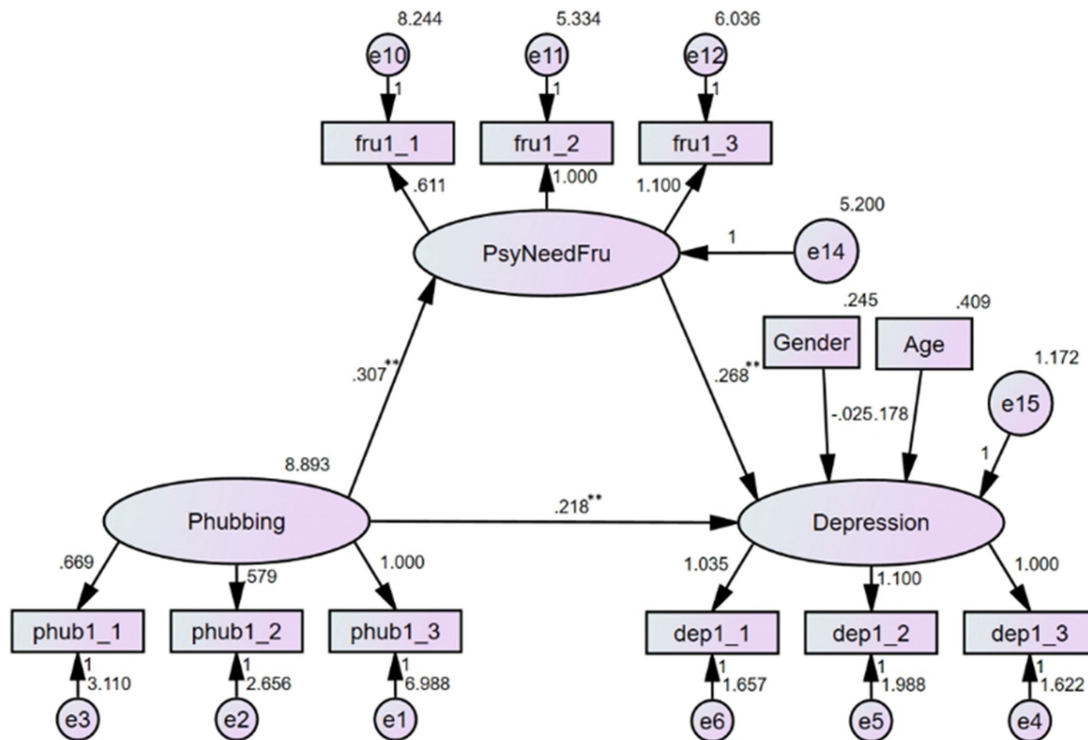 8.244 5.334 6.036
e10 e11 e12
1 1 1
fru1_1 fru1_2 fru1_3
.611 1.000 1.100
5.200
PsyNeedFru 1 e14
.245 .409
Gender Age
1.172
.307** .268** e15
-.025 .178
1
8.893
Phubbing .218** Depression
.669 .579 1.000 1.035 1.100 1.000
phub1_1 phub1_2 phub1_3 dep1_1 dep1_2 dep1_3
1 1 1 1 1 1
3.110 2.656 6.988 1.657 1.988 1.622
e3 e2 e1 e6 e5 e4